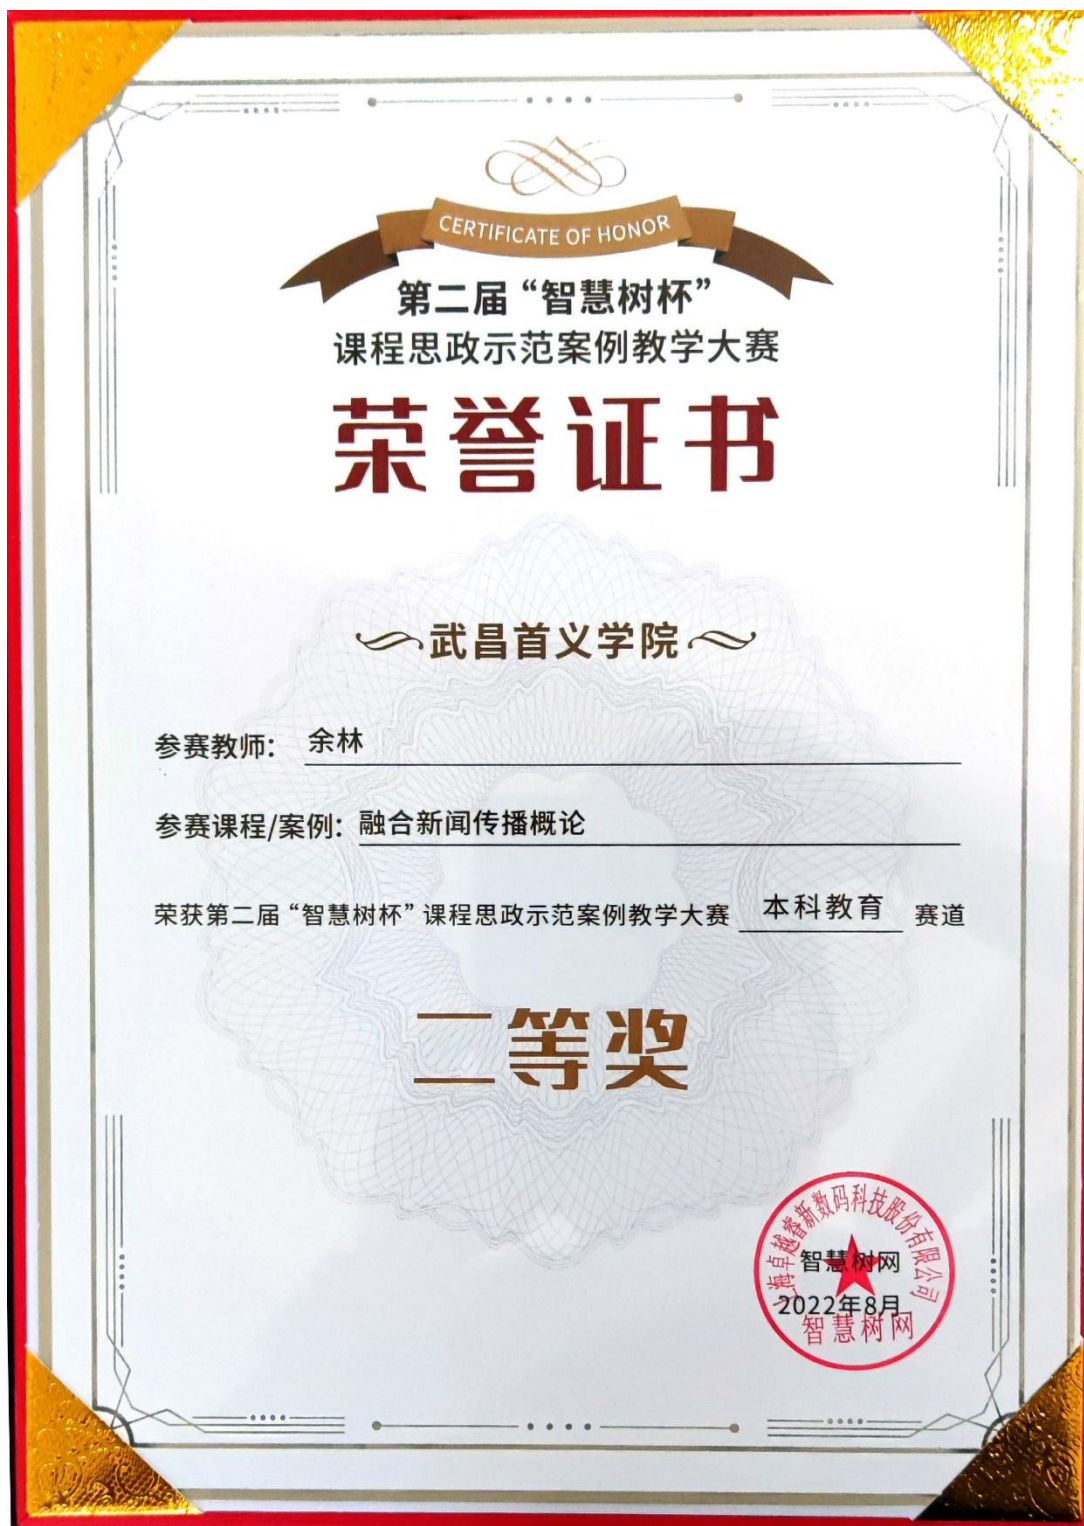 CERTIFICATE OF HONOR
第二届“智慧树杯”
课程思政示范案例教学大赛
荣誉证书
武昌首义学院
参赛教师: 余林
参赛课程/案例: 融合新闻传播概论
荣获第二届“智慧树杯”课程思政示范案例教学大赛 本科教育 赛道
二等奖
上海卓越睿新数码科技股份有限公司
智慧树网
2022年8月
智慧树网